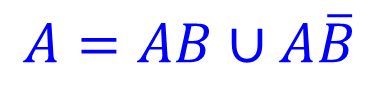 A = AB ∪ AB̄